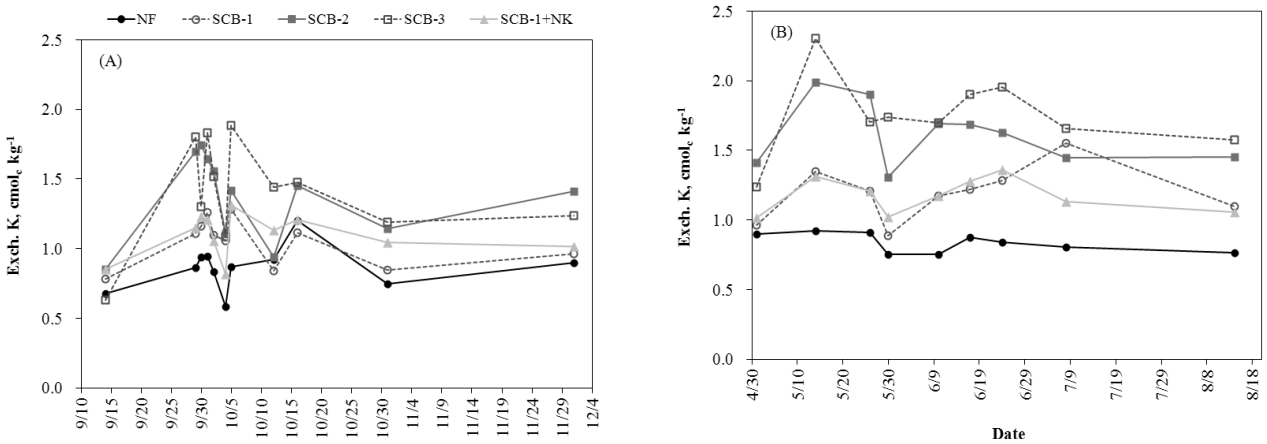 NF SCB-1 SCB-2 SCB-3 SCB-1+NK
(A)
Exch. K, cmolc kg-1
2.5
2.0
1.5
1.0
0.5
0.0
9/10 9/15 9/20 9/25 9/30 10/5 10/10 10/15 10/20 10/25 10/30 11/4 11/9 11/14 11/19 11/24 11/29 12/4
(B)
Exch. K, cmolc kg-1
2.5
2.0
1.5
1.0
0.5
0.0
4/30 5/10 5/20 5/30 6/9 6/19 6/29 7/9 7/19 7/29 8/8 8/18
Date